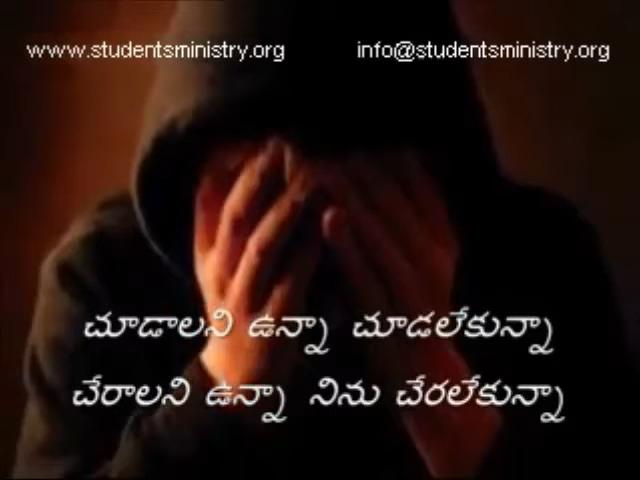 www.studentsministry.org info@studentsministry.org
చూడాలని ఉన్నా చూడలేకున్నా
చేరాలని ఉన్నా నిను చేరలేకున్నా